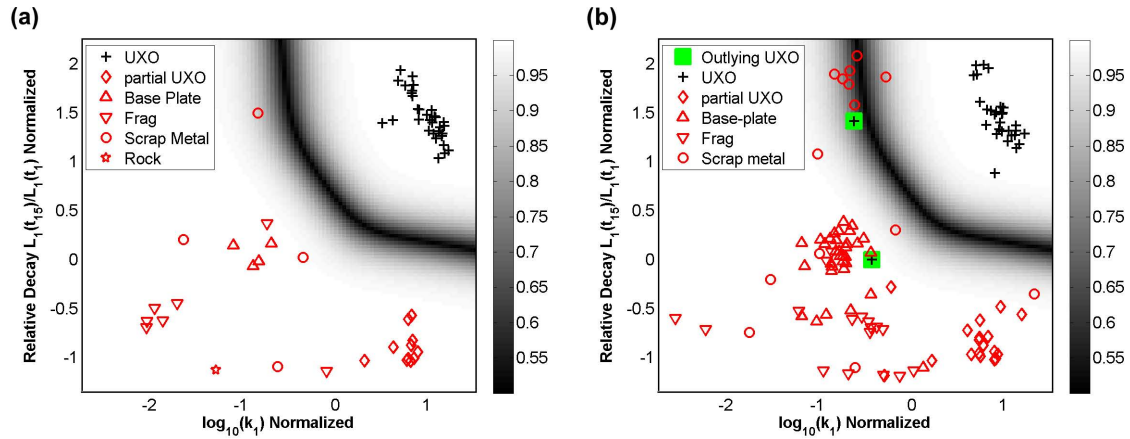 (a)
UXO
partial UXO
Base Plate
Frag
Scrap Metal
Rock
2
1.5
1
0.5
0
-0.5
-1
Relative Decay L1(t15)/L1(t1) Normalized
-2
-1
0
1
log10(k1) Normalized
0.95
0.9
0.85
0.8
0.75
0.7
0.65
0.6
0.55
(b)
Outlying UXO
UXO
partial UXO
Base-plate
Frag
Scrap metal
2
1.5
1
0.5
0
-0.5
-1
Relative Decay L1(t15)/L1(t1) Normalized
-2
-1
0
1
log10(k1) Normalized
0.95
0.9
0.85
0.8
0.75
0.7
0.65
0.6
0.55